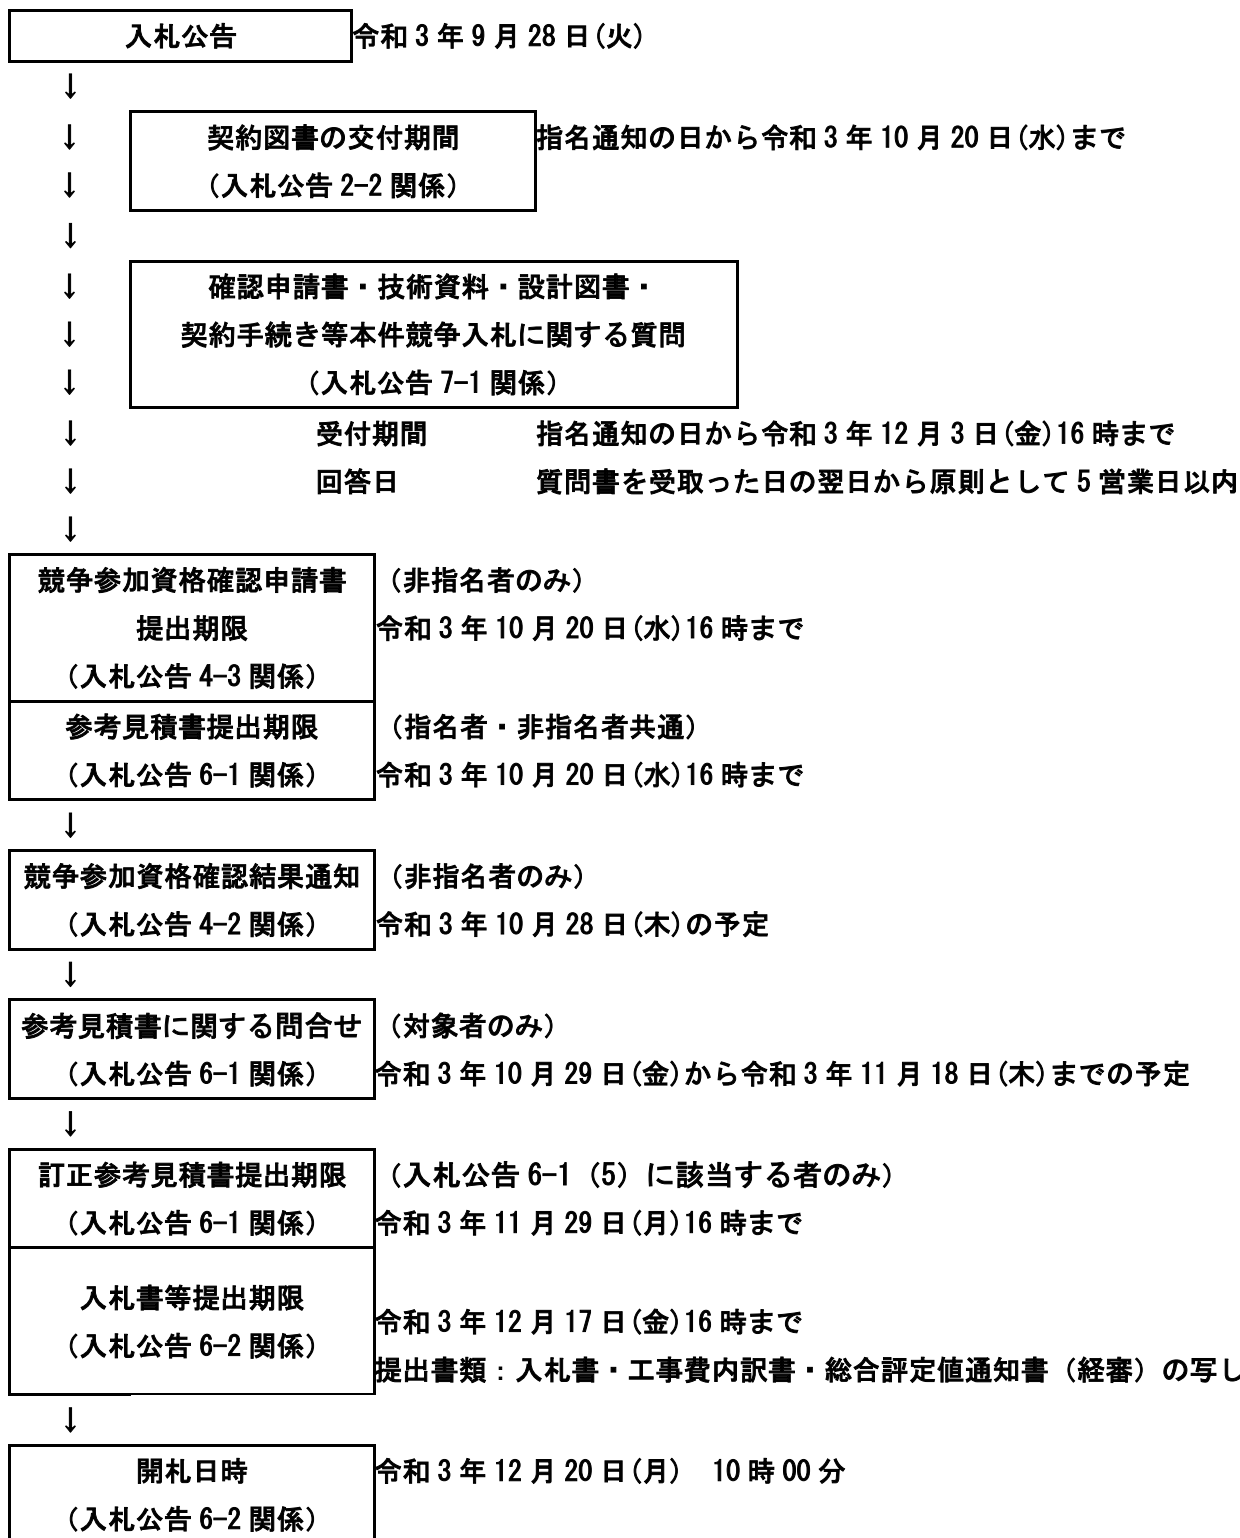 入札公告 令和3年9月28日(火)
↓
↓ 契約図書の交付期間 指名通知の日から令和3年10月20日(水)まで
↓ （入札公告2-2関係）
↓
↓ 確認申請書・技術資料・設計図書・
↓ 契約手続き等本件競争入札に関する質問
↓ （入札公告7-1関係）
↓ 受付期間 指名通知の日から令和3年12月3日(金)16時まで
↓ 回答日 質問書を受取った日の翌日から原則として5営業日以内
↓
競争参加資格確認申請書 （非指名者のみ）
提出期限 令和3年10月20日(水)16時まで
（入札公告4-3関係）
参考見積書提出期限 （指名者・非指名者共通）
（入札公告6-1関係） 令和3年10月20日(水)16時まで
↓
競争参加資格確認結果通知 （非指名者のみ）
（入札公告4-2関係） 令和3年10月28日(木)の予定
↓
参考見積書に関する問合せ （対象者のみ）
（入札公告6-1関係） 令和3年10月29日(金)から令和3年11月18日(木)までの予定
↓
訂正参考見積書提出期限 （入札公告6-1（5）に該当する者のみ）
（入札公告6-1関係） 令和3年11月29日(月)16時まで
入札書等提出期限
（入札公告6-2関係） 令和3年12月17日(金)16時まで
提出書類：入札書・工事費内訳書・総合評定値通知書（経審）の写し
↓
開札日時 令和3年12月20日(月) 10時00分
（入札公告6-2関係）